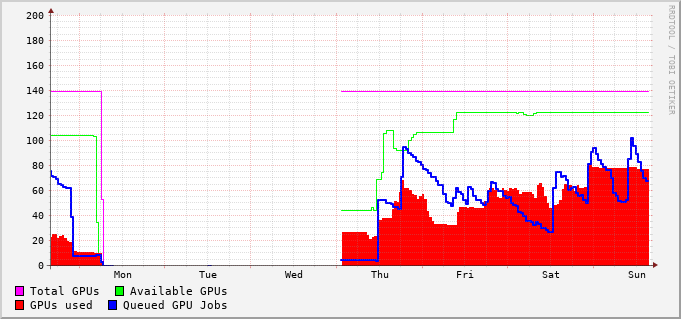 200
180
160
140
120
100
80
60
40
20
0
Mon Tue Wed Thu Fri Sat Sun
Total GPUs Available GPUs
GPUs used Queued GPU Jobs
RRDTOOL / TOBI OETIKER